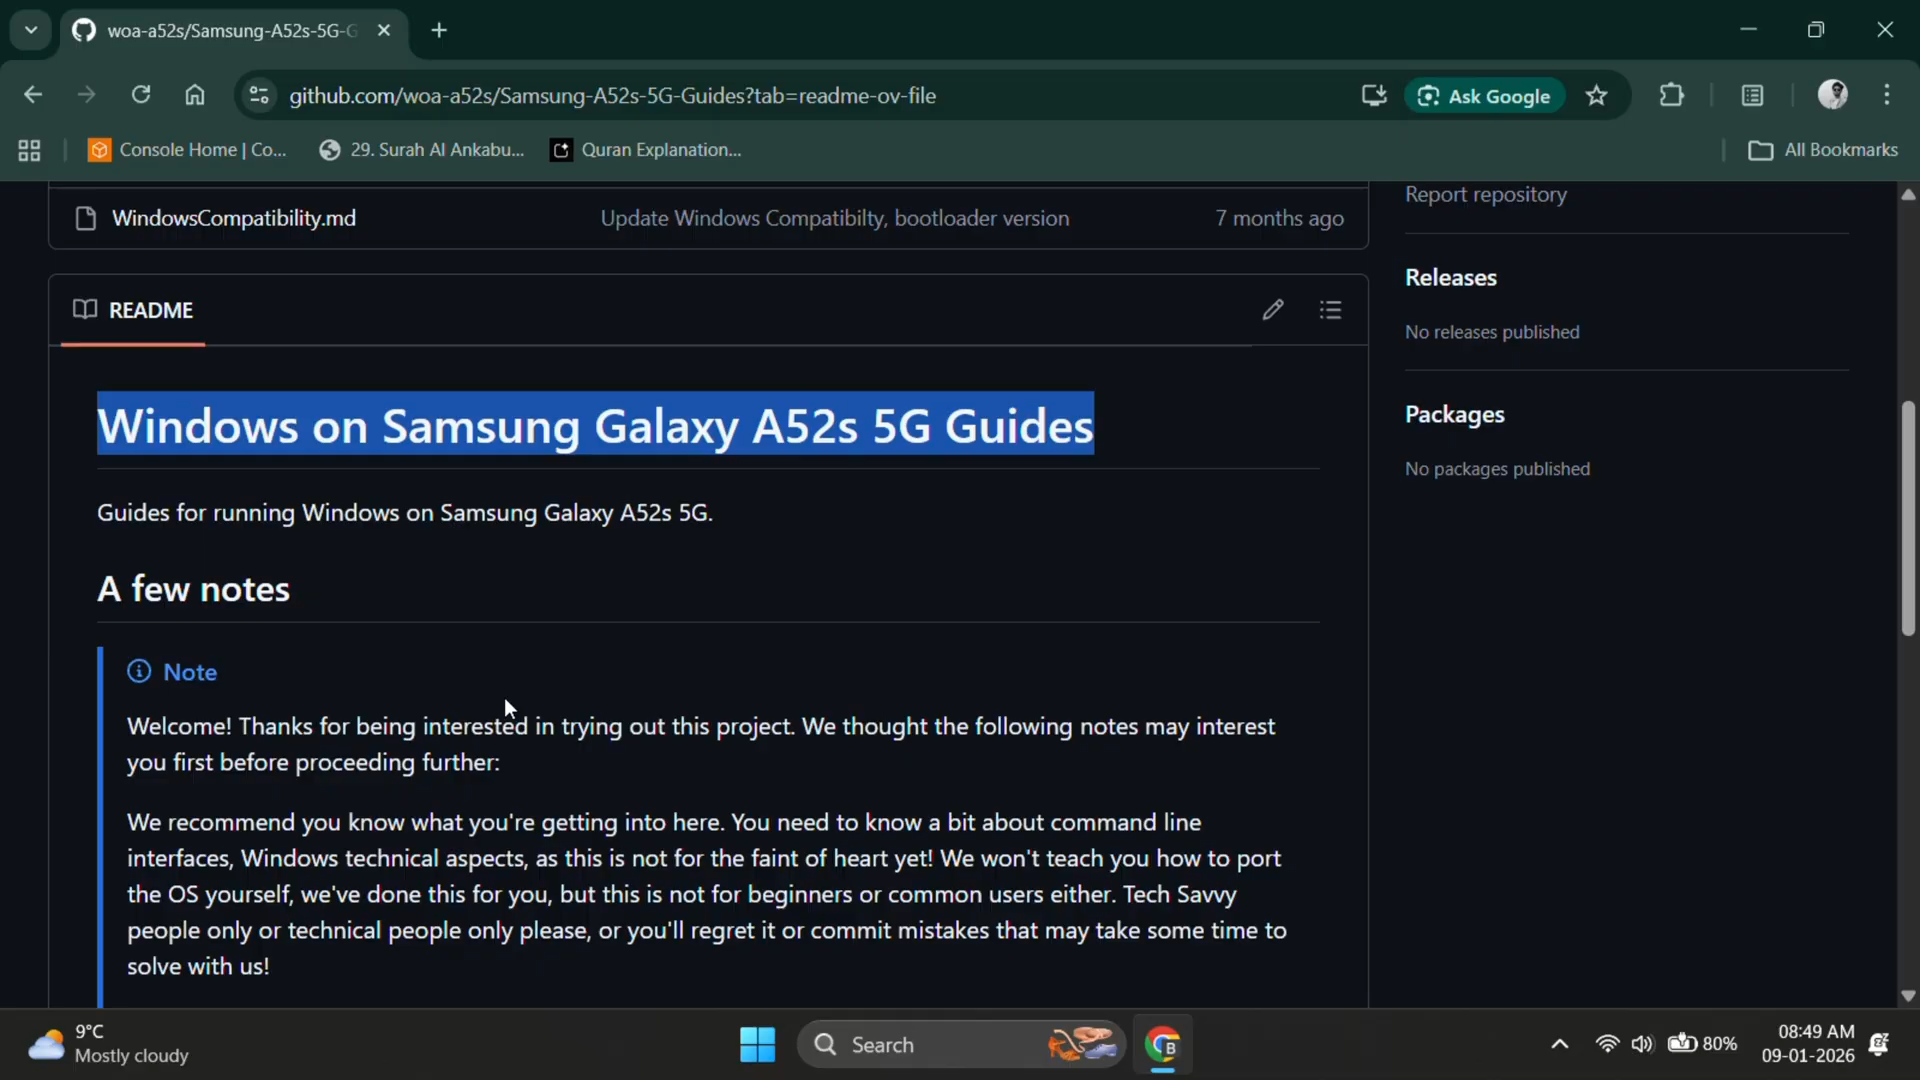 woa-a52s/Samsung-A52s-5G-G
github.com/woa-a52s/Samsung-A52s-5G-Guides?tab=readme-ov-file
Ask Google
Console Home | Co...
29. Surah Al Ankabu...
Quran Explanation...
All Bookmarks
WindowsCompatibility.md
Update Windows Compatibilty, bootloader version
7 months ago
Report repository
README
Releases
No releases published
Packages
No packages published
Windows on Samsung Galaxy A52s 5G Guides
Guides for running Windows on Samsung Galaxy A52s 5G.
A few notes
Note
Welcome! Thanks for being interested in trying out this project. We thought the following notes may interest
you first before proceeding further:
We recommend you know what you're getting into here. You need to know a bit about command line
interfaces, Windows technical aspects, as this is not for the faint of heart yet! We won't teach you how to port
the OS yourself, we've done this for you, but this is not for beginners or common users either. Tech Savvy
people only or technical people only please, or you'll regret it or commit mistakes that may take some time to
solve with us!
9°C
Mostly cloudy
Search
B
80%
08:49 AM
09-01-2026